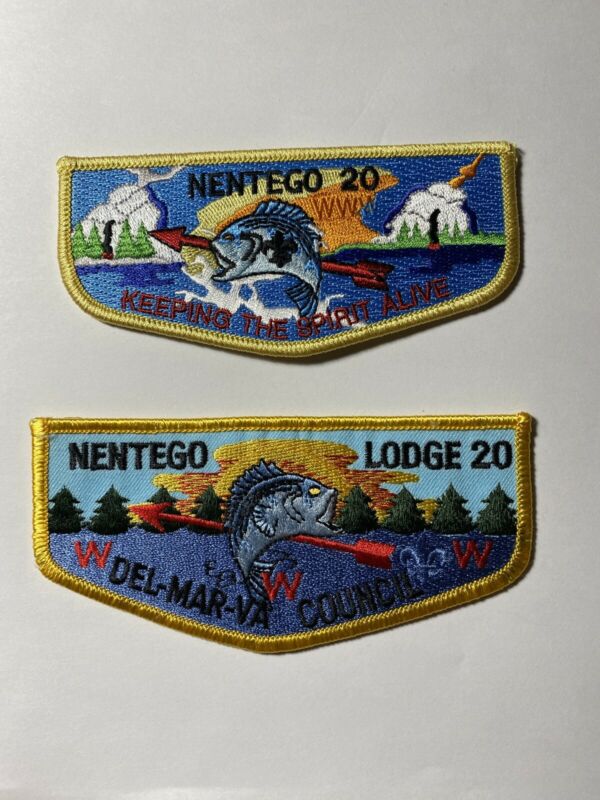 NENTEGO 20
WWW
KEEPING THE SPIRIT ALIVE
NENTEGO LODGE 20
W W W
DEL-MAR-VA COUNCIL